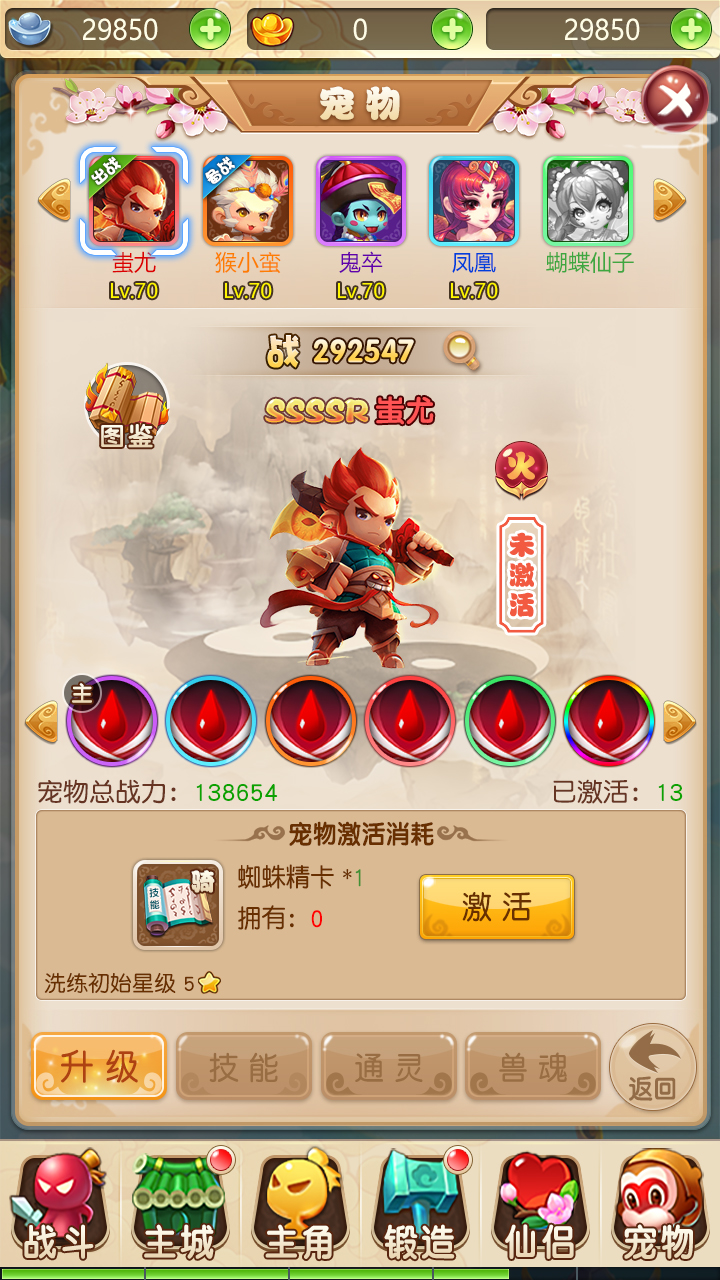 29850
0
29850
宠物
出战
备战
蚩尤
猴小蛮
鬼卒
凤凰
蝴蝶仙子
Lv.70
Lv.70
Lv.70
Lv.70
战 292547
图鉴
SSSSR 蚩尤
火
未激活
主
宠物总战力：138654
已激活：13
宠物激活消耗
技能
骑
蜘蛛精卡 *1
拥有：0
激活
洗练初始星级 5
升级
技能
通灵
兽魂
返回
战斗
主城
主角
锻造
仙侣
宠物